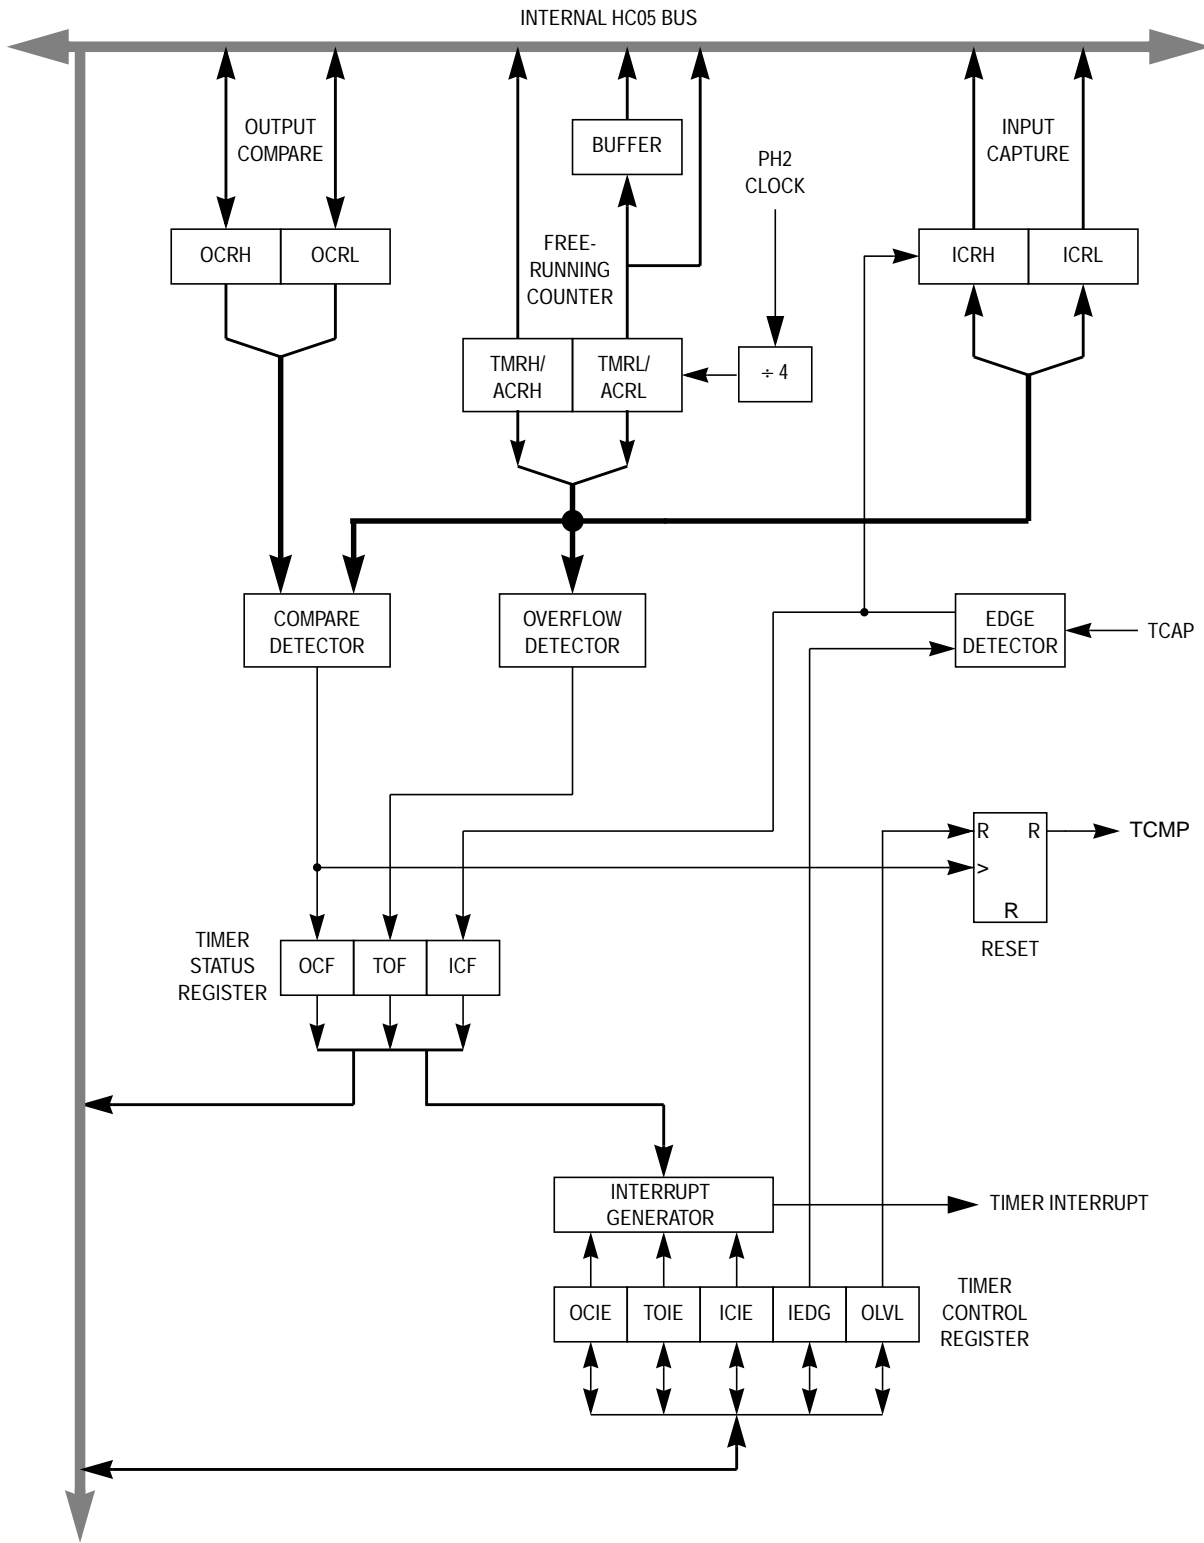 INTERNAL HC05 BUS
OUTPUT
COMPARE
BUFFER
PH2
CLOCK
INPUT
CAPTURE
OCRH
OCRL
FREE-
RUNNING
COUNTER
ICRH
ICRL
TMRH/
ACRH
TMRL/
ACRL
÷ 4
COMPARE
DETECTOR
OVERFLOW
DETECTOR
EDGE
DETECTOR
TCAP
R
R
TCMP
>
R
RESET
TIMER
STATUS
REGISTER
OCF
TOF
ICF
INTERRUPT
GENERATOR
TIMER INTERRUPT
OCIE
TOIE
ICIE
IEDG
OLVL
TIMER
CONTROL
REGISTER